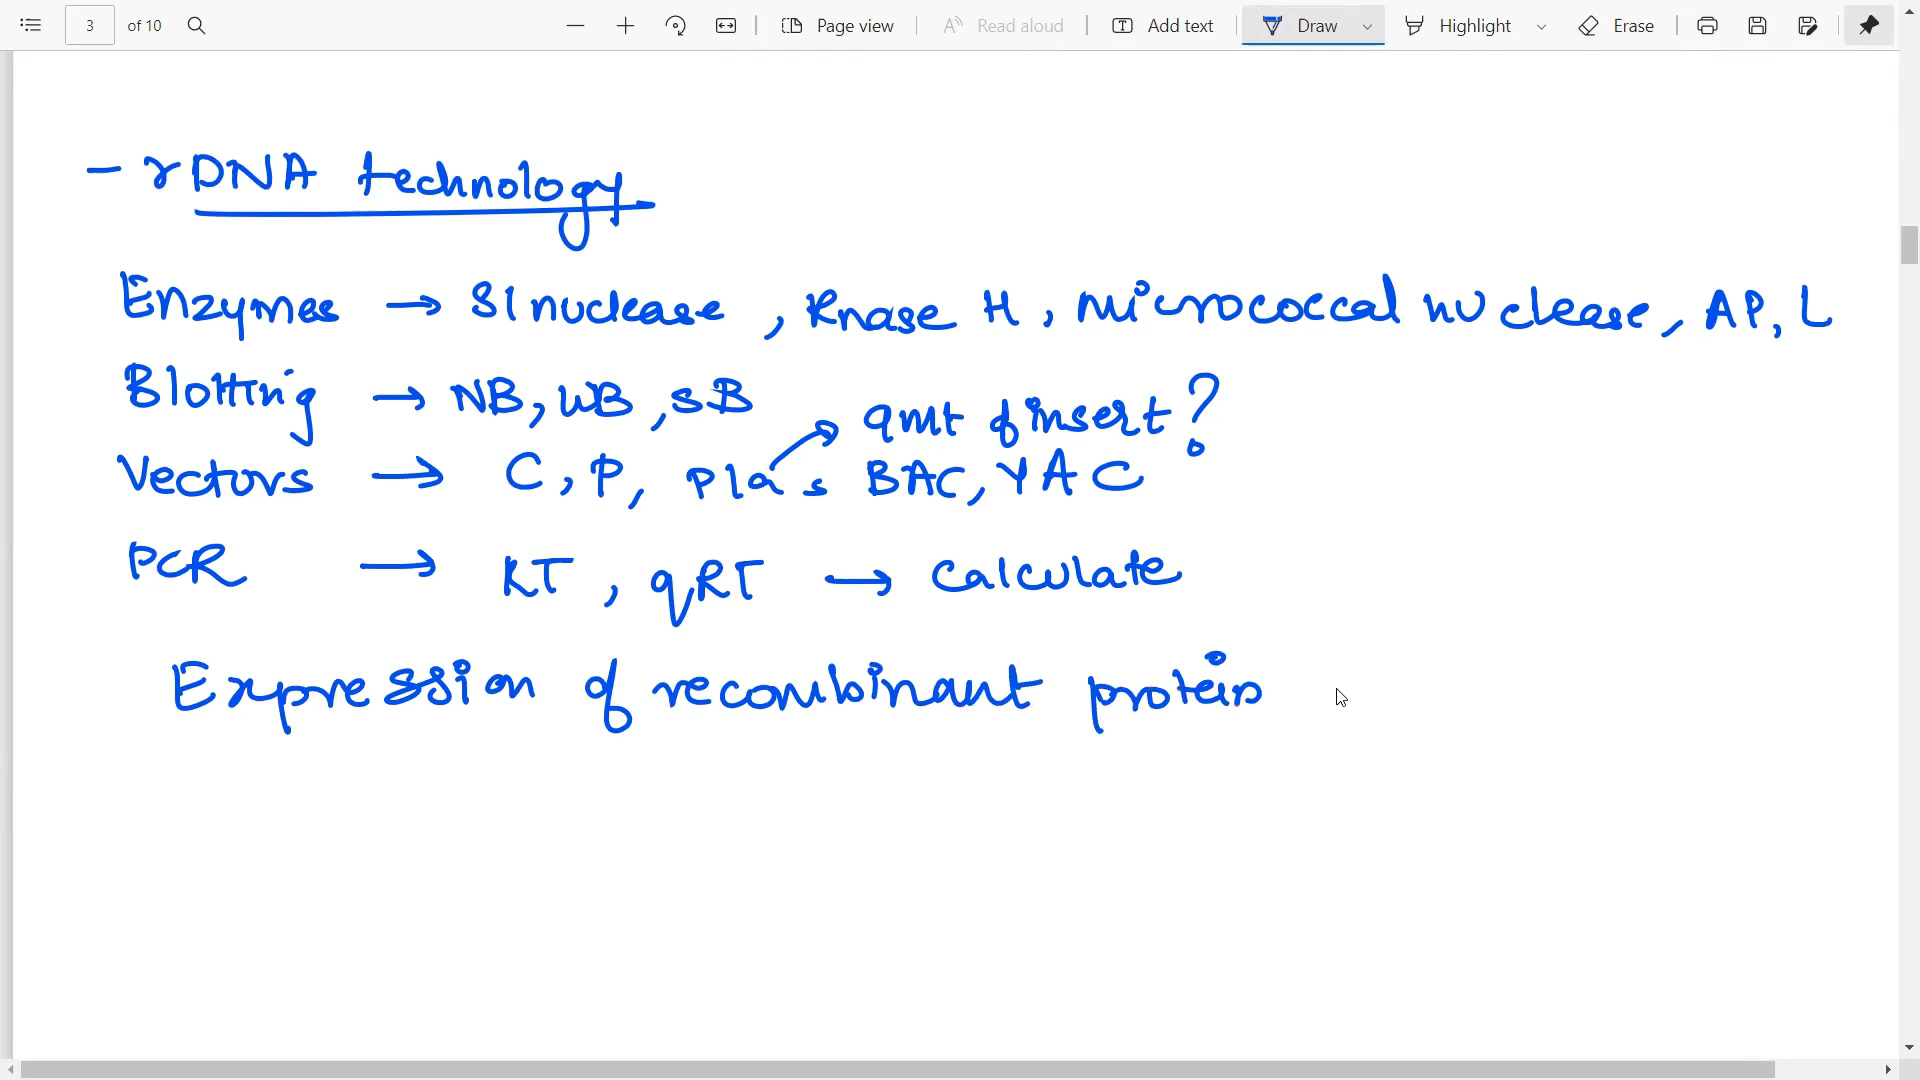 3 of 10 Page view Read aloud Add text Draw Highlight Erase
- rDNA technology
Enzymes → S1 nuclease, Rnase H, Micrococcal nuclease, AP, L
Blotting → NB, WB, SB
qmt of insert ?
Vectors → C, P, Plas BAC, YAC
PCR → RT, qRT → Calculate
Expression of recombinant protein